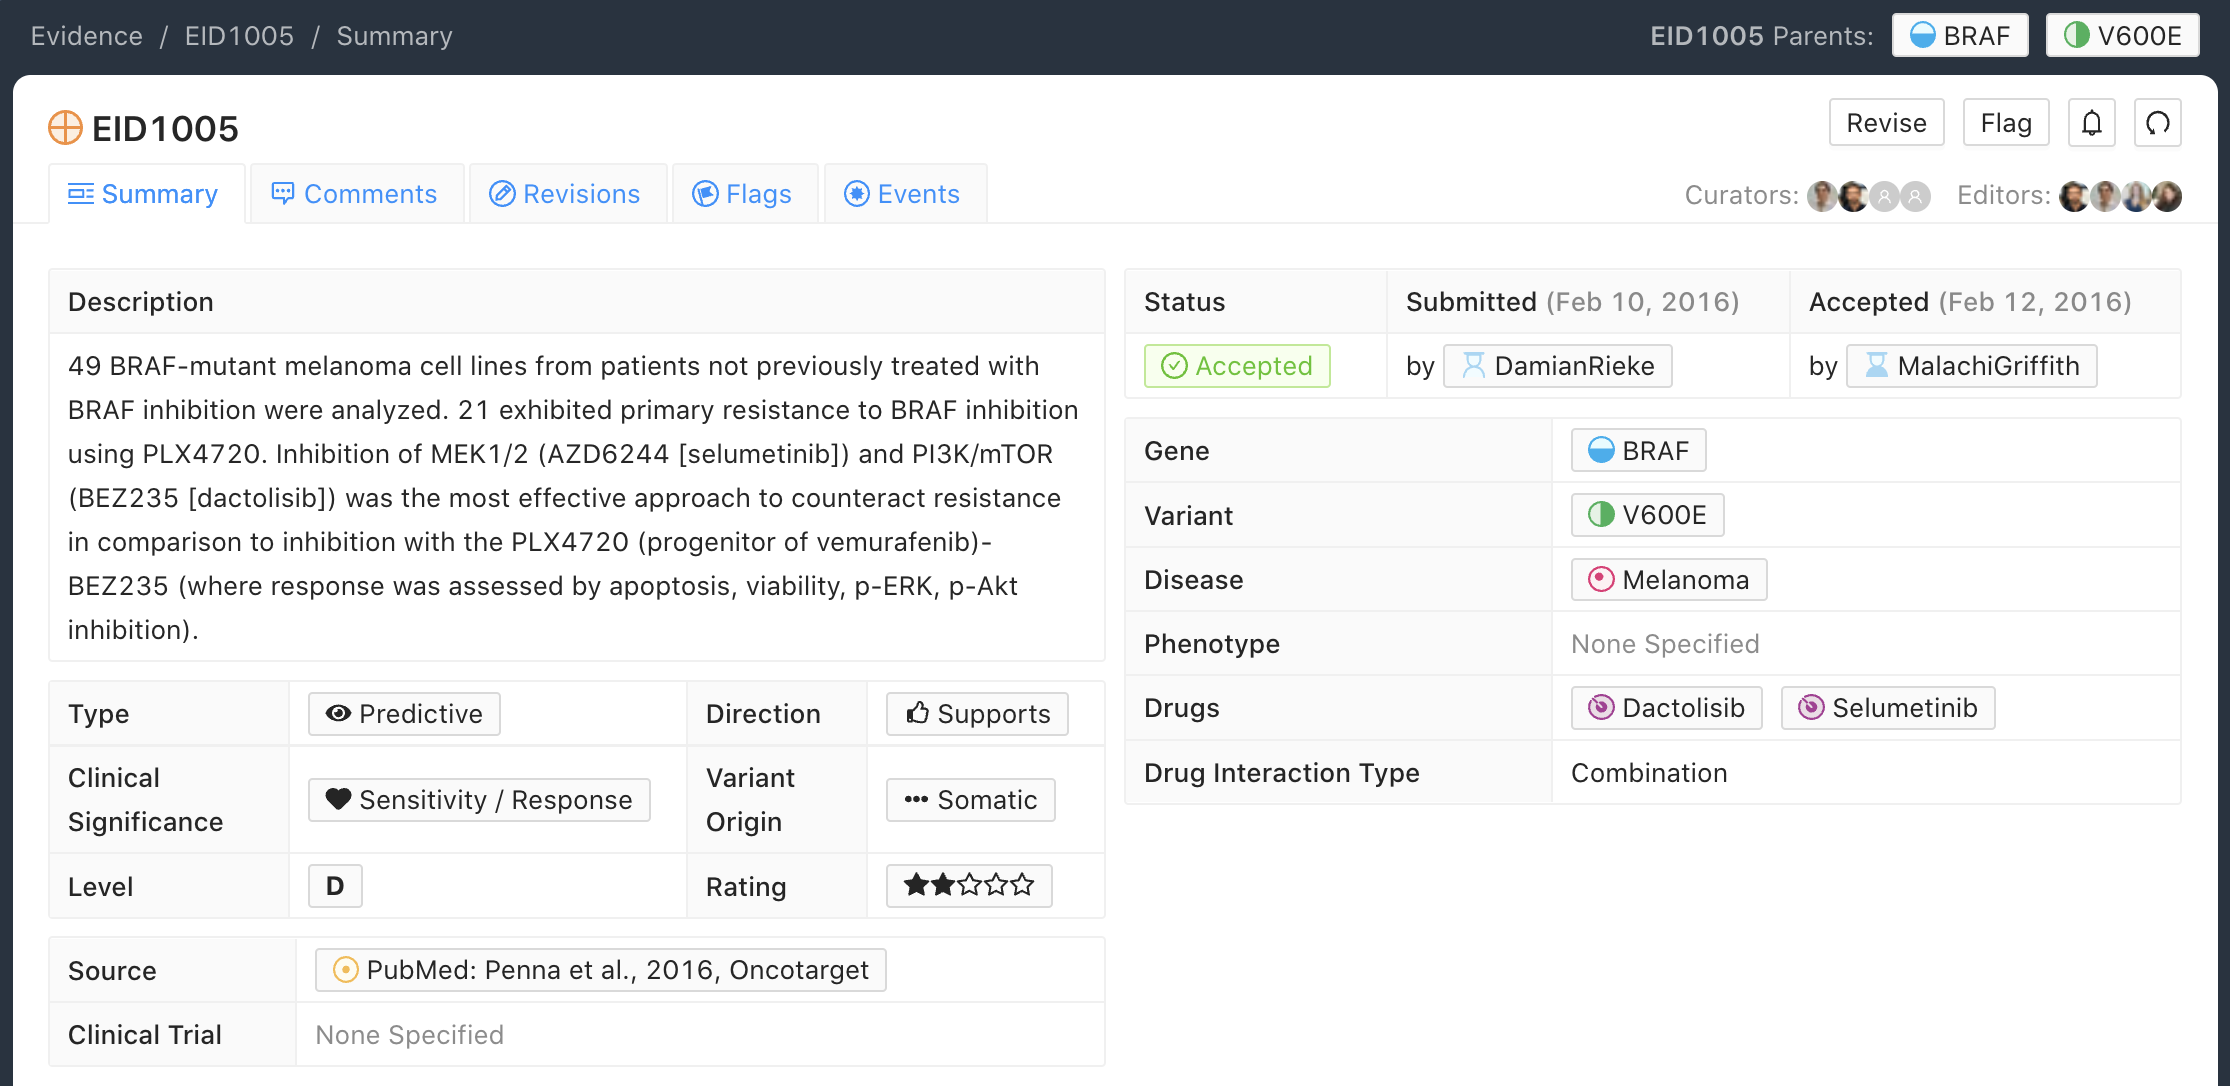 Evidence / EID1005 / Summary
EID1005 Parents: BRAF V600E
EID1005
Revise Flag
Summary Comments Revisions Flags Events
Curators: Editors:
Description
49 BRAF-mutant melanoma cell lines from patients not previously treated with
BRAF inhibition were analyzed. 21 exhibited primary resistance to BRAF inhibition
using PLX4720. Inhibition of MEK1/2 (AZD6244 [selumetinib]) and PI3K/mTOR
(BEZ235 [dactolisib]) was the most effective approach to counteract resistance
in comparison to inhibition with the PLX4720 (progenitor of vemurafenib)-
BEZ235 (where response was assessed by apoptosis, viability, p-ERK, p-Akt
inhibition).
Type Predictive Direction Supports
Clinical
Significance
Sensitivity / Response
Variant
Origin
Somatic
Level D Rating
Source PubMed: Penna et al., 2016, Oncotarget
Clinical Trial None Specified
Status Submitted (Feb 10, 2016) Accepted (Feb 12, 2016)
Accepted by DamianRieke by MalachiGriffith
Gene BRAF
Variant V600E
Disease Melanoma
Phenotype None Specified
Drugs Dactolisib Selumetinib
Drug Interaction Type Combination